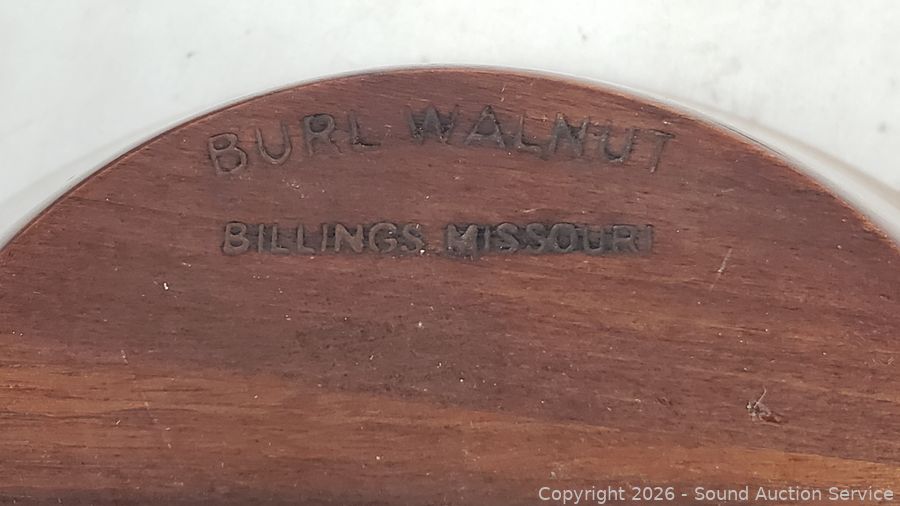 BURL WALNUT
BILLINGS MISSOURI
Copyright 2026 - Sound Auction Service